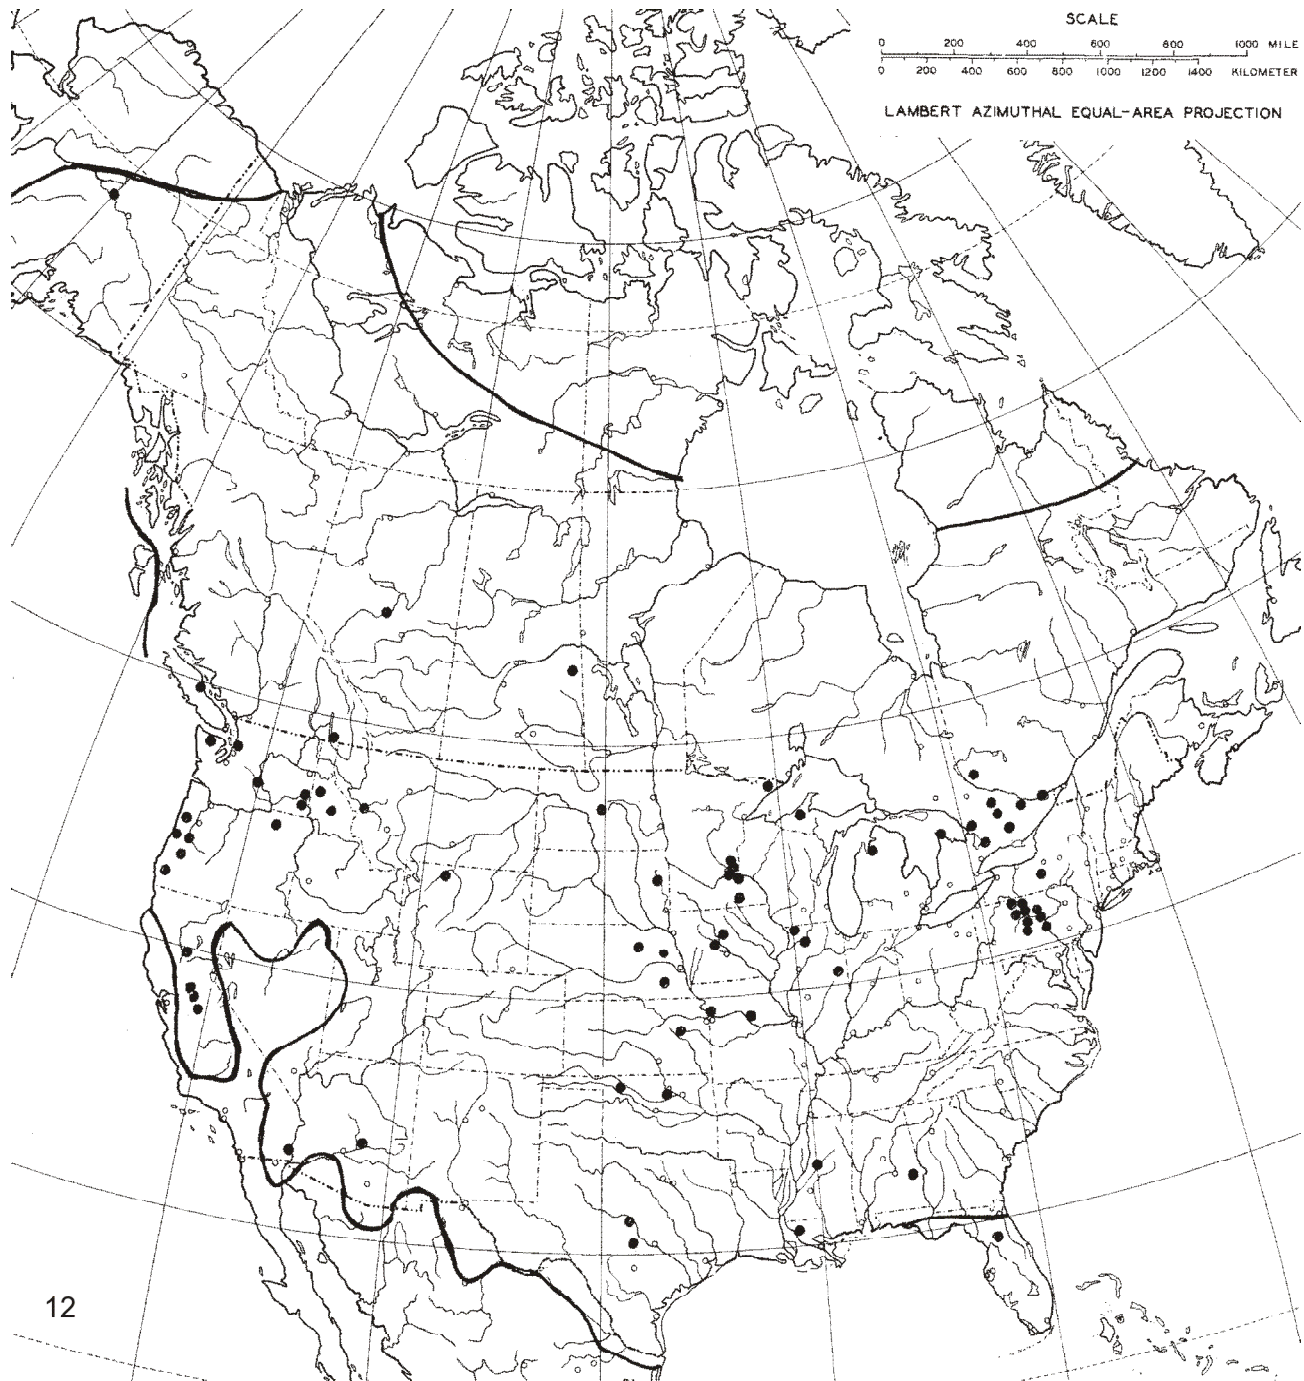 SCALE
0 200 400 600 800 1000 MILE
0 200 400 600 800 1000 1200 1400 KILOMETER
LAMBERT AZIMUTHAL EQUAL-AREA PROJECTION
12